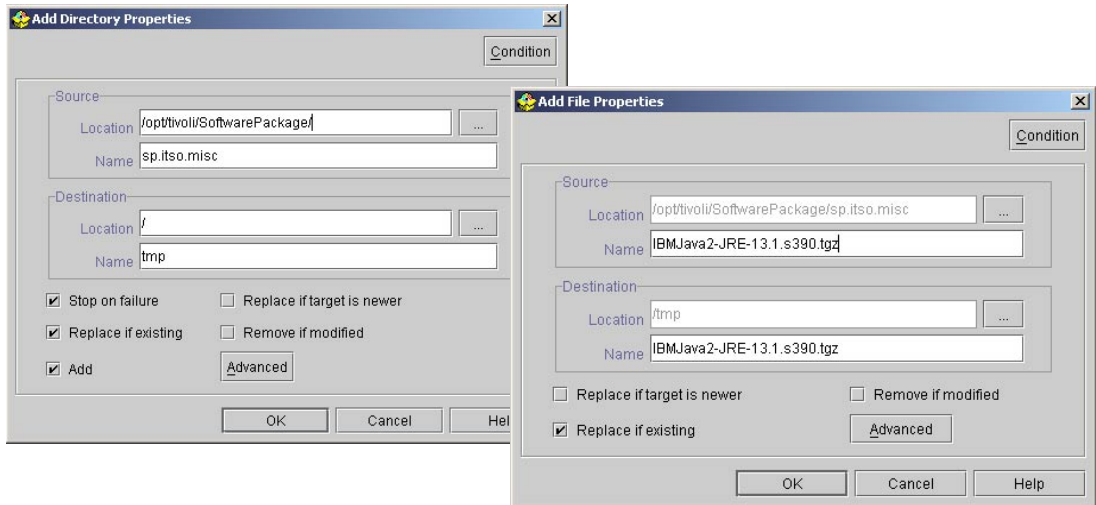 Add Directory Properties
Condition
Source
Location /opt/tivoli/SoftwarePackage/ ...
Name sp.itso.misc
Destination
Location / ...
Name tmp
Stop on failure Replace if target is newer
Replace if existing Remove if modified
Add Advanced
OK Cancel Hel
Add File Properties
Condition
Source
Location /opt/tivoli/SoftwarePackage/sp.itso.misc ...
Name IBMJava2-JRE-13.1.s390.tgz
Destination
Location /tmp ...
Name IBMJava2-JRE-13.1.s390.tgz
Replace if target is newer Remove if modified
Replace if existing Advanced
OK Cancel Help